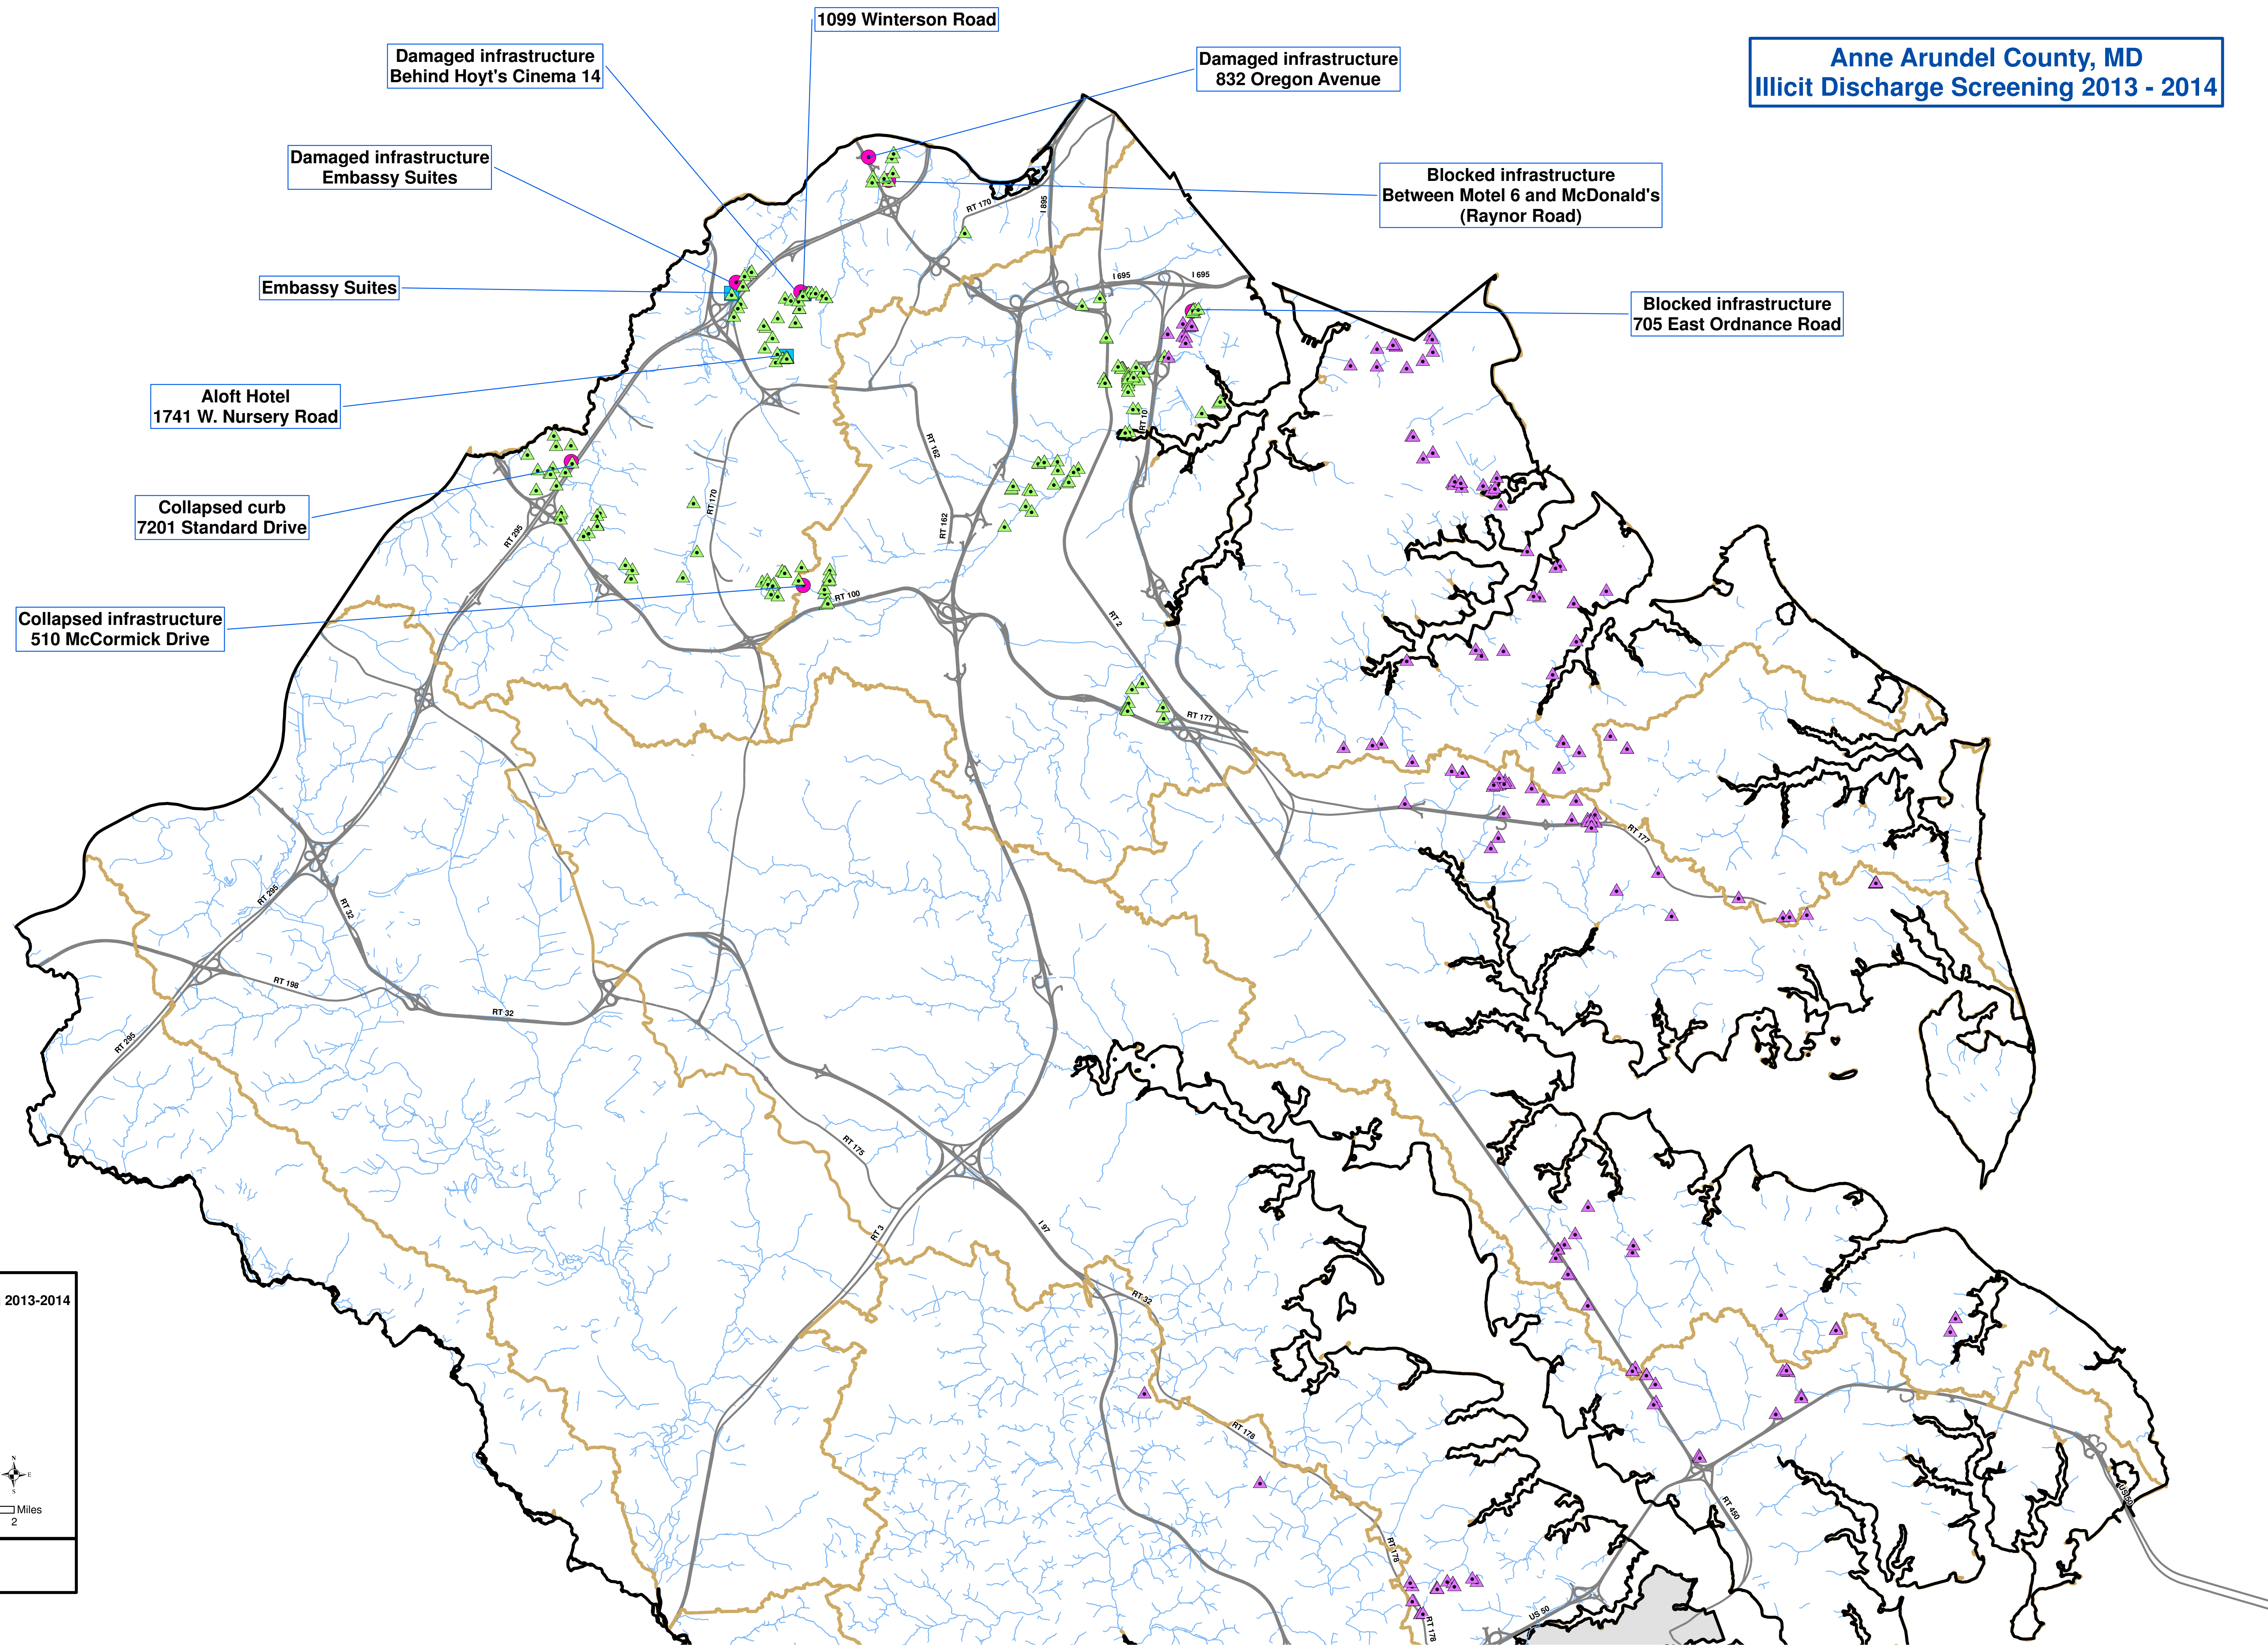 1099 Winterson Road
Damaged infrastructure
Behind Hoyt's Cinema 14
Damaged infrastructure
832 Oregon Avenue
Anne Arundel County, MD
Illicit Discharge Screening 2013 - 2014
Damaged infrastructure
Embassy Suites
Blocked infrastructure
Between Motel 6 and McDonald's
(Raynor Road)
RT 170
I 895
I 695
I 695
Embassy Suites
Blocked infrastructure
705 East Ordnance Road
Aloft Hotel
1741 W. Nursery Road
RT 10
RT 162
Collapsed curb
7201 Standard Drive
RT 170
RT 162
RT 295
Collapsed infrastructure
510 McCormick Drive
RT 100
RT 2
RT 177
RT 177
RT 295
RT 32
RT 198
RT 32
RT 295
RT 175
RT 3
I 97
RT 32
2013-2014
RT 178
N
E
S
Miles
2
RT 450
US 50
RT 178
US 50
RT 178